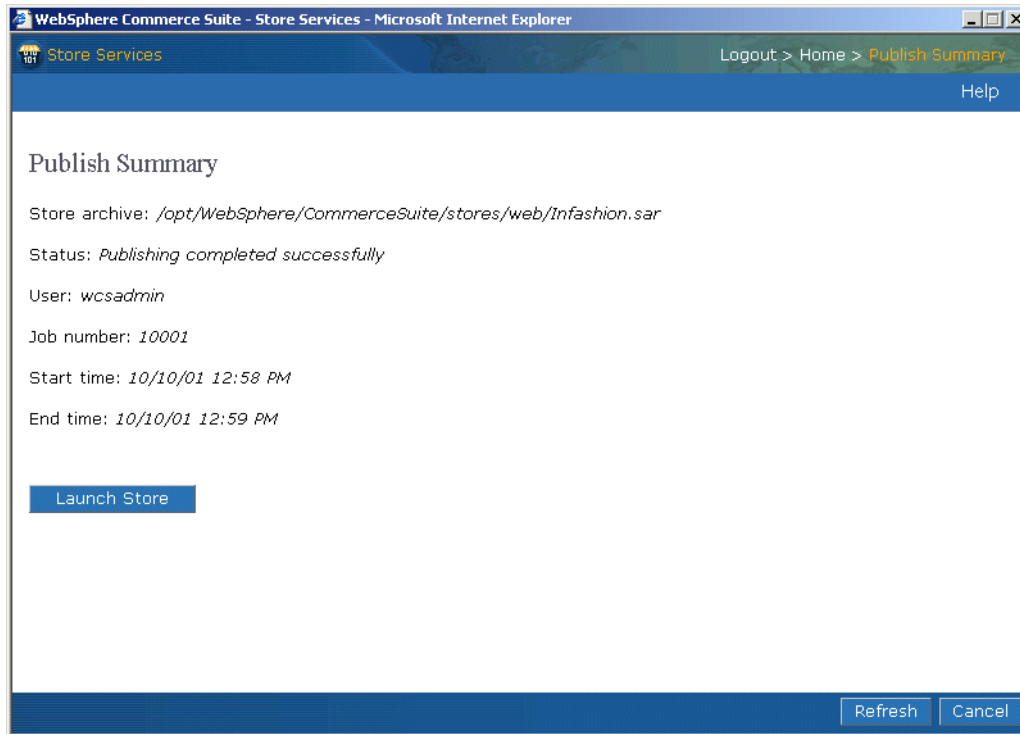 WebSphere Commerce Suite - Store Services - Microsoft Internet Explorer
Store Services
Logout > Home > Publish Summary
Help
Publish Summary
Store archive: /opt/WebSphere/CommerceSuite/stores/web/Infashion.sar
Status: Publishing completed successfully
User: wcsadmin
Job number: 10001
Start time: 10/10/01 12:58 PM
End time: 10/10/01 12:59 PM
Launch Store
Refresh
Cancel